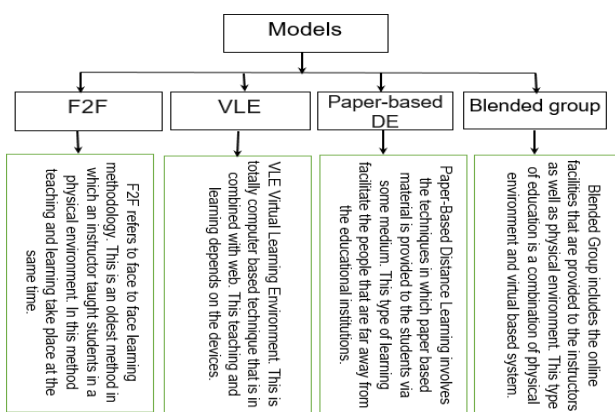 Models
F2F
VLE
Paper-based
DE
Blended group
F2F refers to face to face learning
methodology. This is an oldest method in
which an instructor taught students in a
physical environment. In this method
teaching and learning take place at the
same time.
VLE Virtual Learning Environment. This is
totally computer based technique that is in
combined with web. This teaching and
learning depends on the devices.
Paper-Based Distance Learning involves
the techniques in which paper based
material is provided to the students via
some medium. This type of learning
facilitate the people that are far away from
the educational institutions.
Blended Group includes the online
facilities that are provided to the instructors
as well as physical environment. This type
of education is a combination of physical
environment and virtual based system.